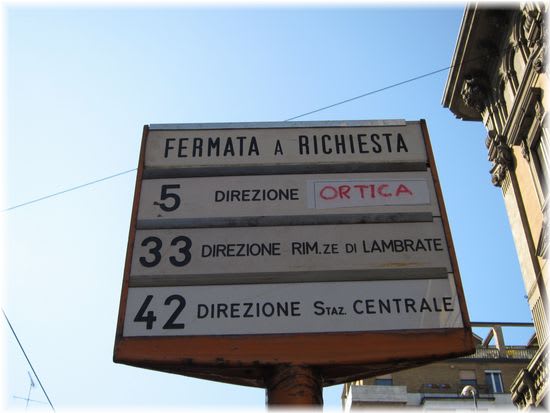 FERMATA A RICHIESTA
5 DIREZIONE ORTICA
33 DIREZIONE RIM.ZE DI LAMBRATE
42 DIREZIONE STAZ. CENTRALE